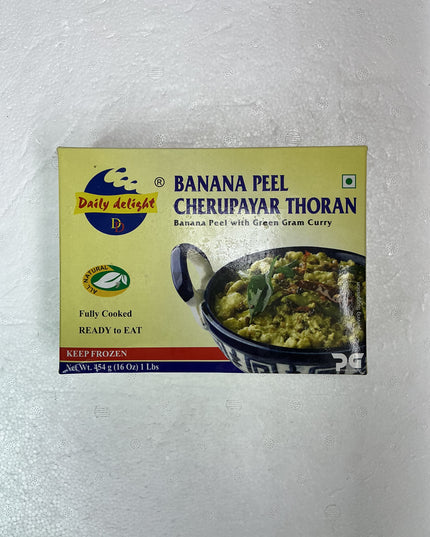 Daily delight ®
DD
BANANA PEEL
CHERUPAYAR THORAN
Banana Peel with Green Gram Curry
ALL NATURAL
Fully Cooked
READY to EAT
KEEP FROZEN
Net Wt. 454 g (16 Oz) 1 Lbs
PG